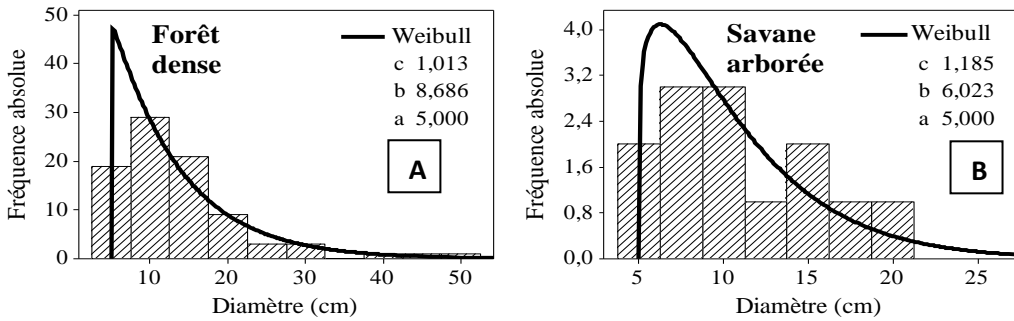 50
40
30
20
10
0
Fréquence absolue
Forêt
dense
Weibull
c 1,013
b 8,686
a 5,000
A
10 20 30 40 50
Diamètre (cm)
4,0
3,2
2,4
1,6
0,8
0,0
Fréquence absolue
Savane
arborée
Weibull
c 1,185
b 6,023
a 5,000
B
5 10 15 20 25
Diamètre (cm)